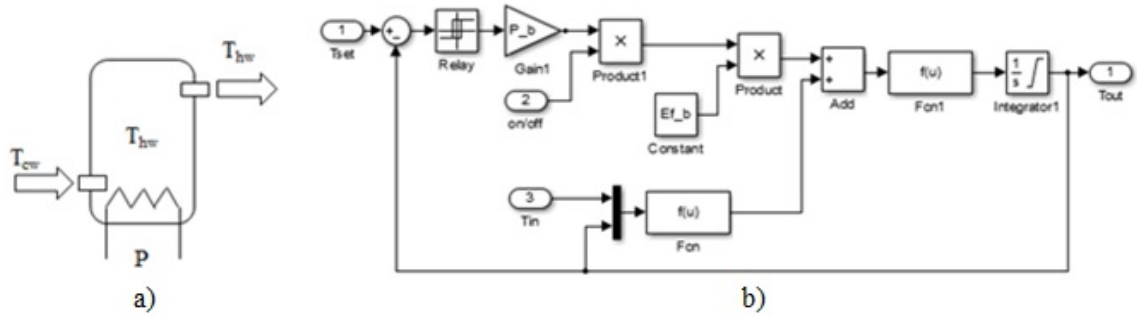 T_hw
T_hw
T_cw
P
a)
1
Tset
+
-
Relay
P_b
Gain1
×
Product1
2
on/off
×
Product
Ef_b
Constant
+
+
Add
f(u)
Fcn1
1
s
Integrator1
1
Tout
3
Tin
f(u)
Fcn
b)